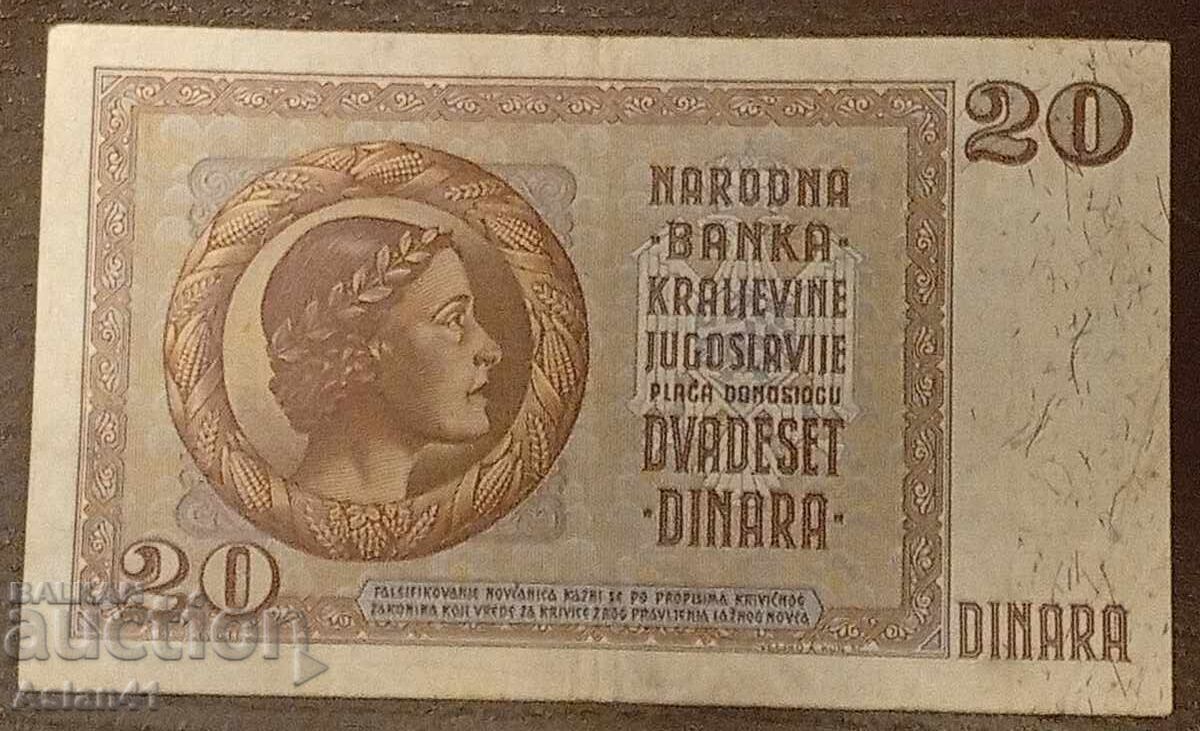 20
NARODNA
BANKA
KRALJEVINE
JUGOSLAVIJE
PLAĆA DONOSIOCU
DVADESET
DINARA
20
FALSIFIKOVANJE NOVČANICA KAZNI SE PO PROPISIMA KRIVIČNOG
ZAKONIKA KOJI VREDE ZA KRIVICE ZBOG PRAVLJENJA LAŽNOG NOVCA
DINARA
BALKAN
auction
Aslan41